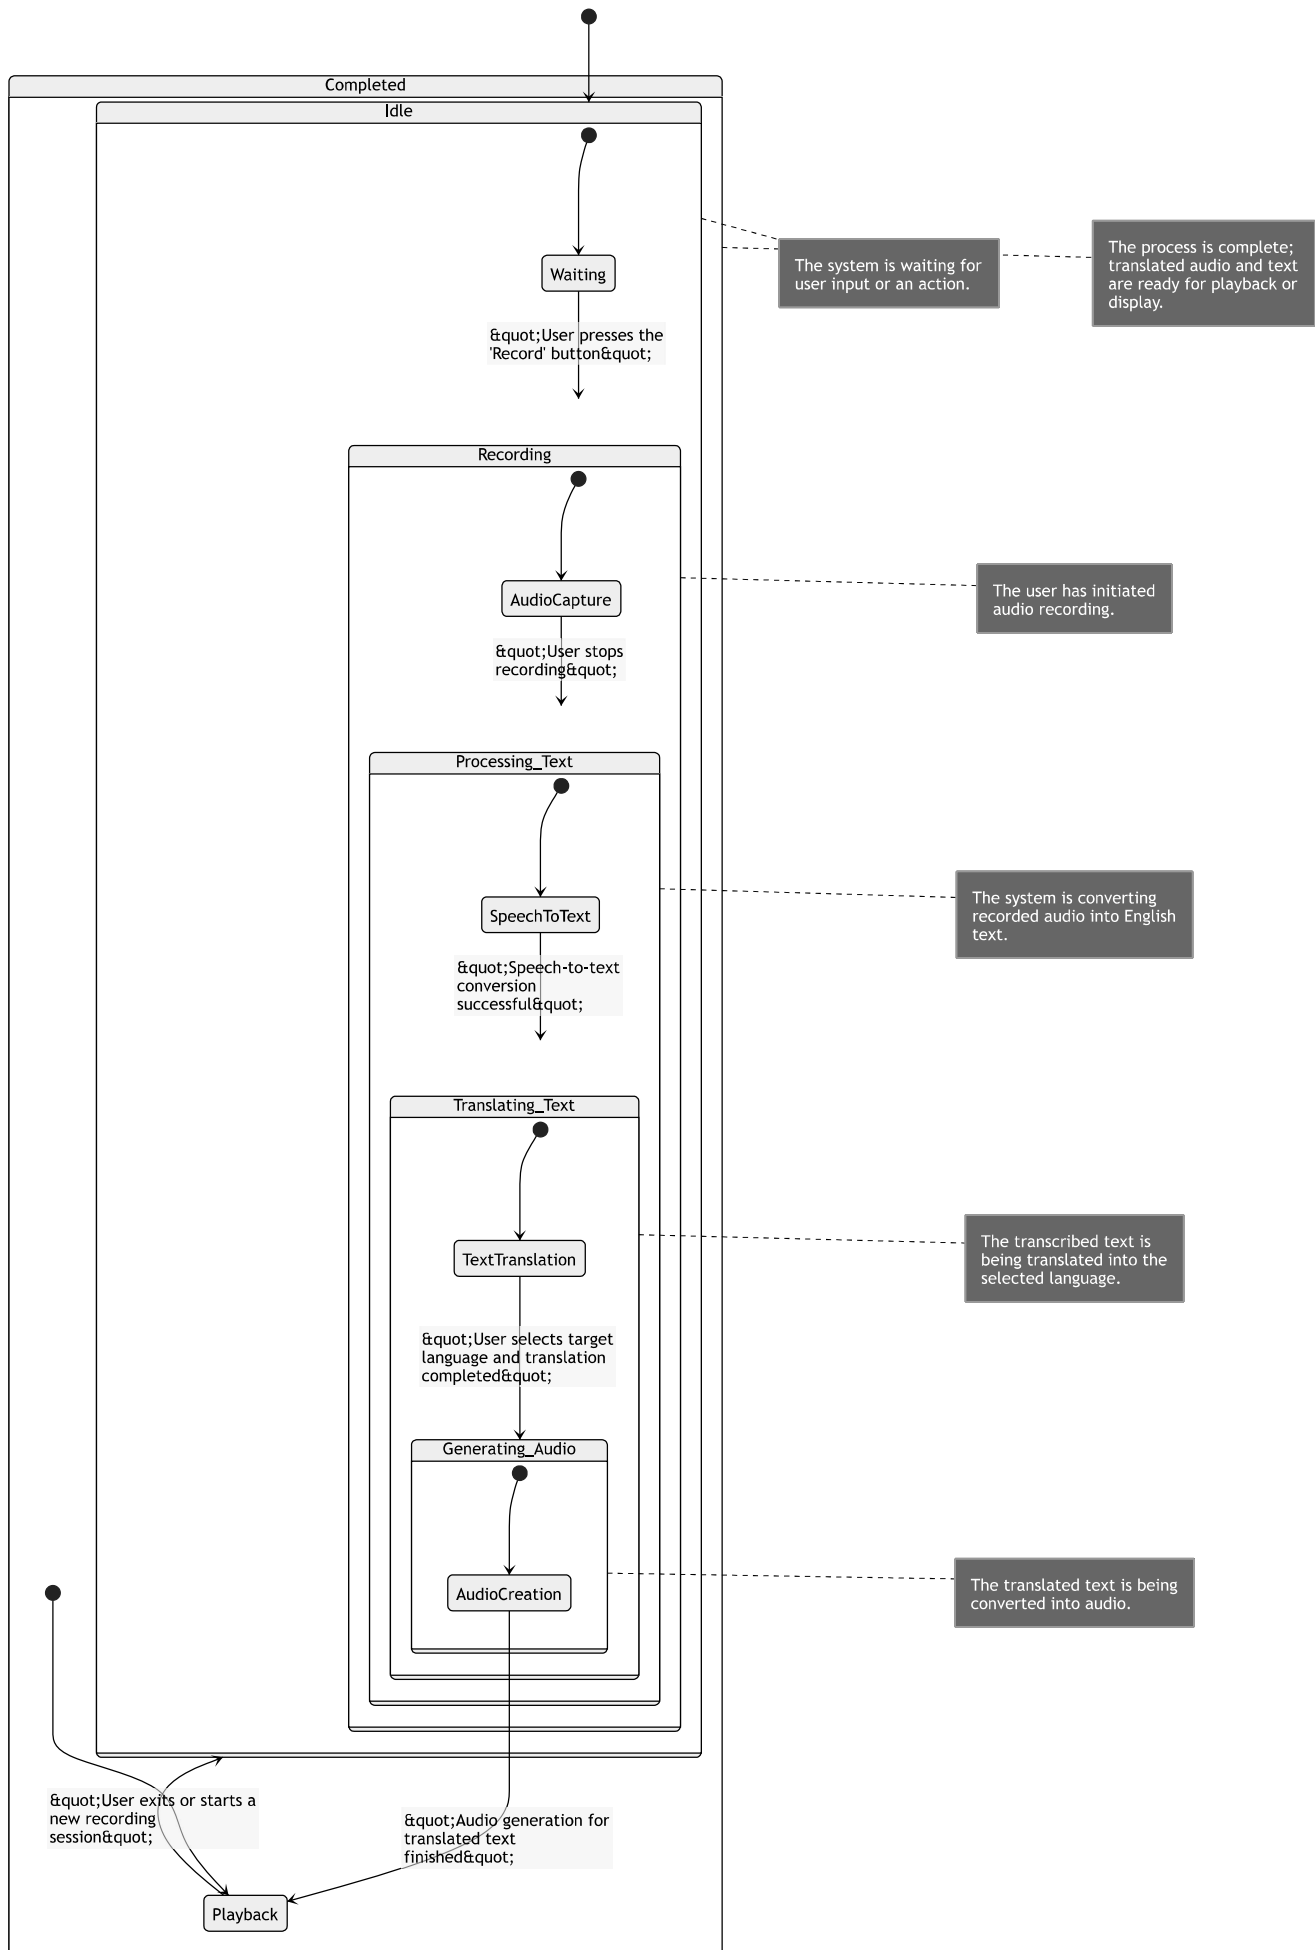 Completed
Idle
Waiting
&quot;User presses the
'Record' button&quot;
The system is waiting for
user input or an action.
The process is complete;
translated audio and text
are ready for playback or
display.
Recording
AudioCapture
&quot;User stops
recording&quot;
The user has initiated
audio recording.
Processing_Text
SpeechToText
&quot;Speech-to-text
conversion
successful&quot;
The system is converting
recorded audio into English
text.
Translating_Text
TextTranslation
&quot;User selects target
language and translation
completed&quot;
The transcribed text is
being translated into the
selected language.
Generating_Audio
AudioCreation
The translated text is being
converted into audio.
&quot;User exits or starts a
new recording
session&quot;
&quot;Audio generation for
translated text
finished&quot;
Playback